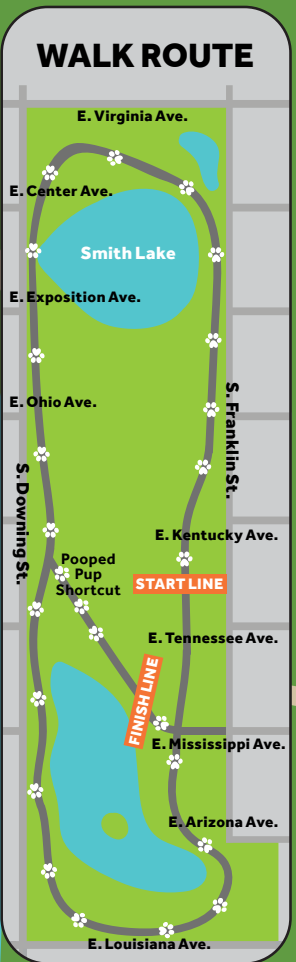 WALK ROUTE
E. Virginia Ave.
E. Center Ave.
Smith Lake
E. Exposition Ave.
E. Ohio Ave.
S. Franklin St.
S. Downing St.
E. Kentucky Ave.
Pooped
Pup
Shortcut
START LINE
E. Tennessee Ave.
FINISH LINE
E. Mississippi Ave.
E. Arizona Ave.
E. Louisiana Ave.